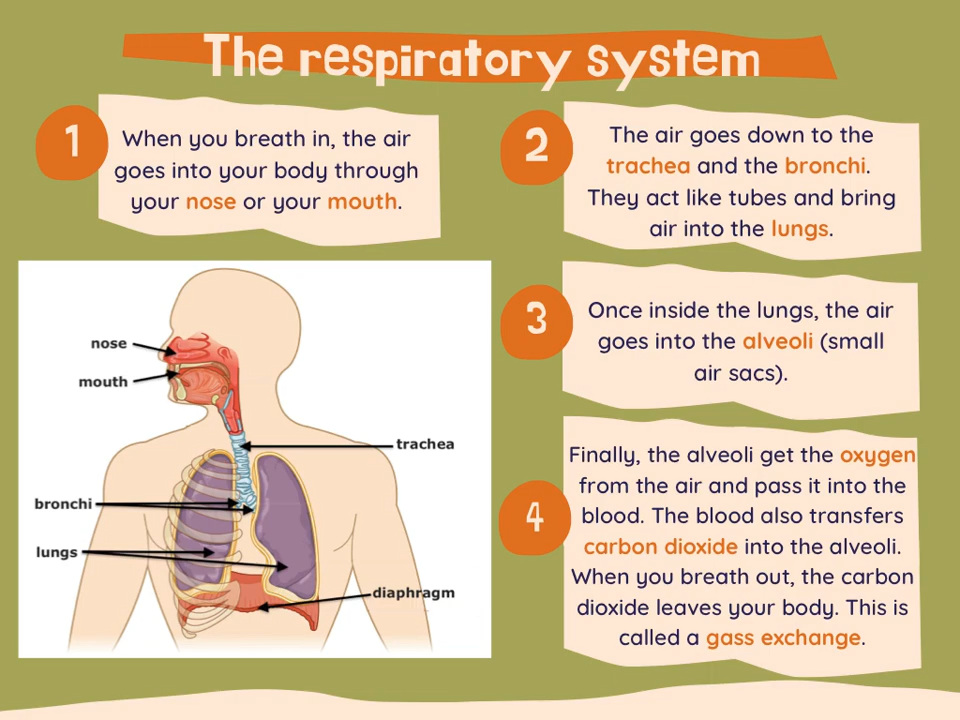 The respiratory system
1
When you breath in, the air
goes into your body through
your nose or your mouth.
2
The air goes down to the
trachea and the bronchi.
They act like tubes and bring
air into the lungs.
nose
mouth
trachea
bronchi
lungs
diaphragm
3
Once inside the lungs, the air
goes into the alveoli (small
air sacs).
4
Finally, the alveoli get the oxygen
from the air and pass it into the
blood. The blood also transfers
carbon dioxide into the alveoli.
When you breath out, the carbon
dioxide leaves your body. This is
called a gass exchange.